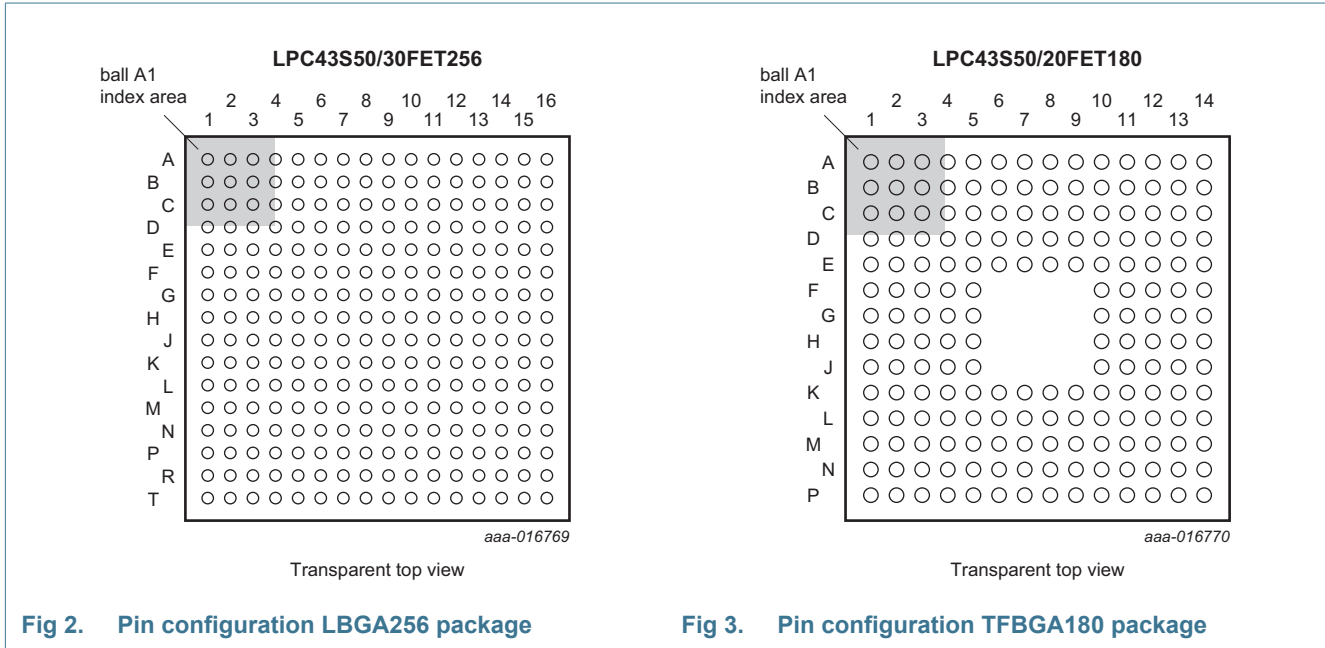 LPC43S50/30FET256
ball A1
index area
2 4 6 8 10 12 14 16
1 3 5 7 9 11 13 15
A
B
C
D
E
F
G
H
J
K
L
M
N
P
R
T
aaa-016769
Transparent top view
Fig 2. Pin configuration LBGA256 package
LPC43S50/20FET180
ball A1
index area
2 4 6 8 10 12 14
1 3 5 7 9 11 13
A
B
C
D
E
F
G
H
J
K
L
M
N
P
aaa-016770
Transparent top view
Fig 3. Pin configuration TFBGA180 package